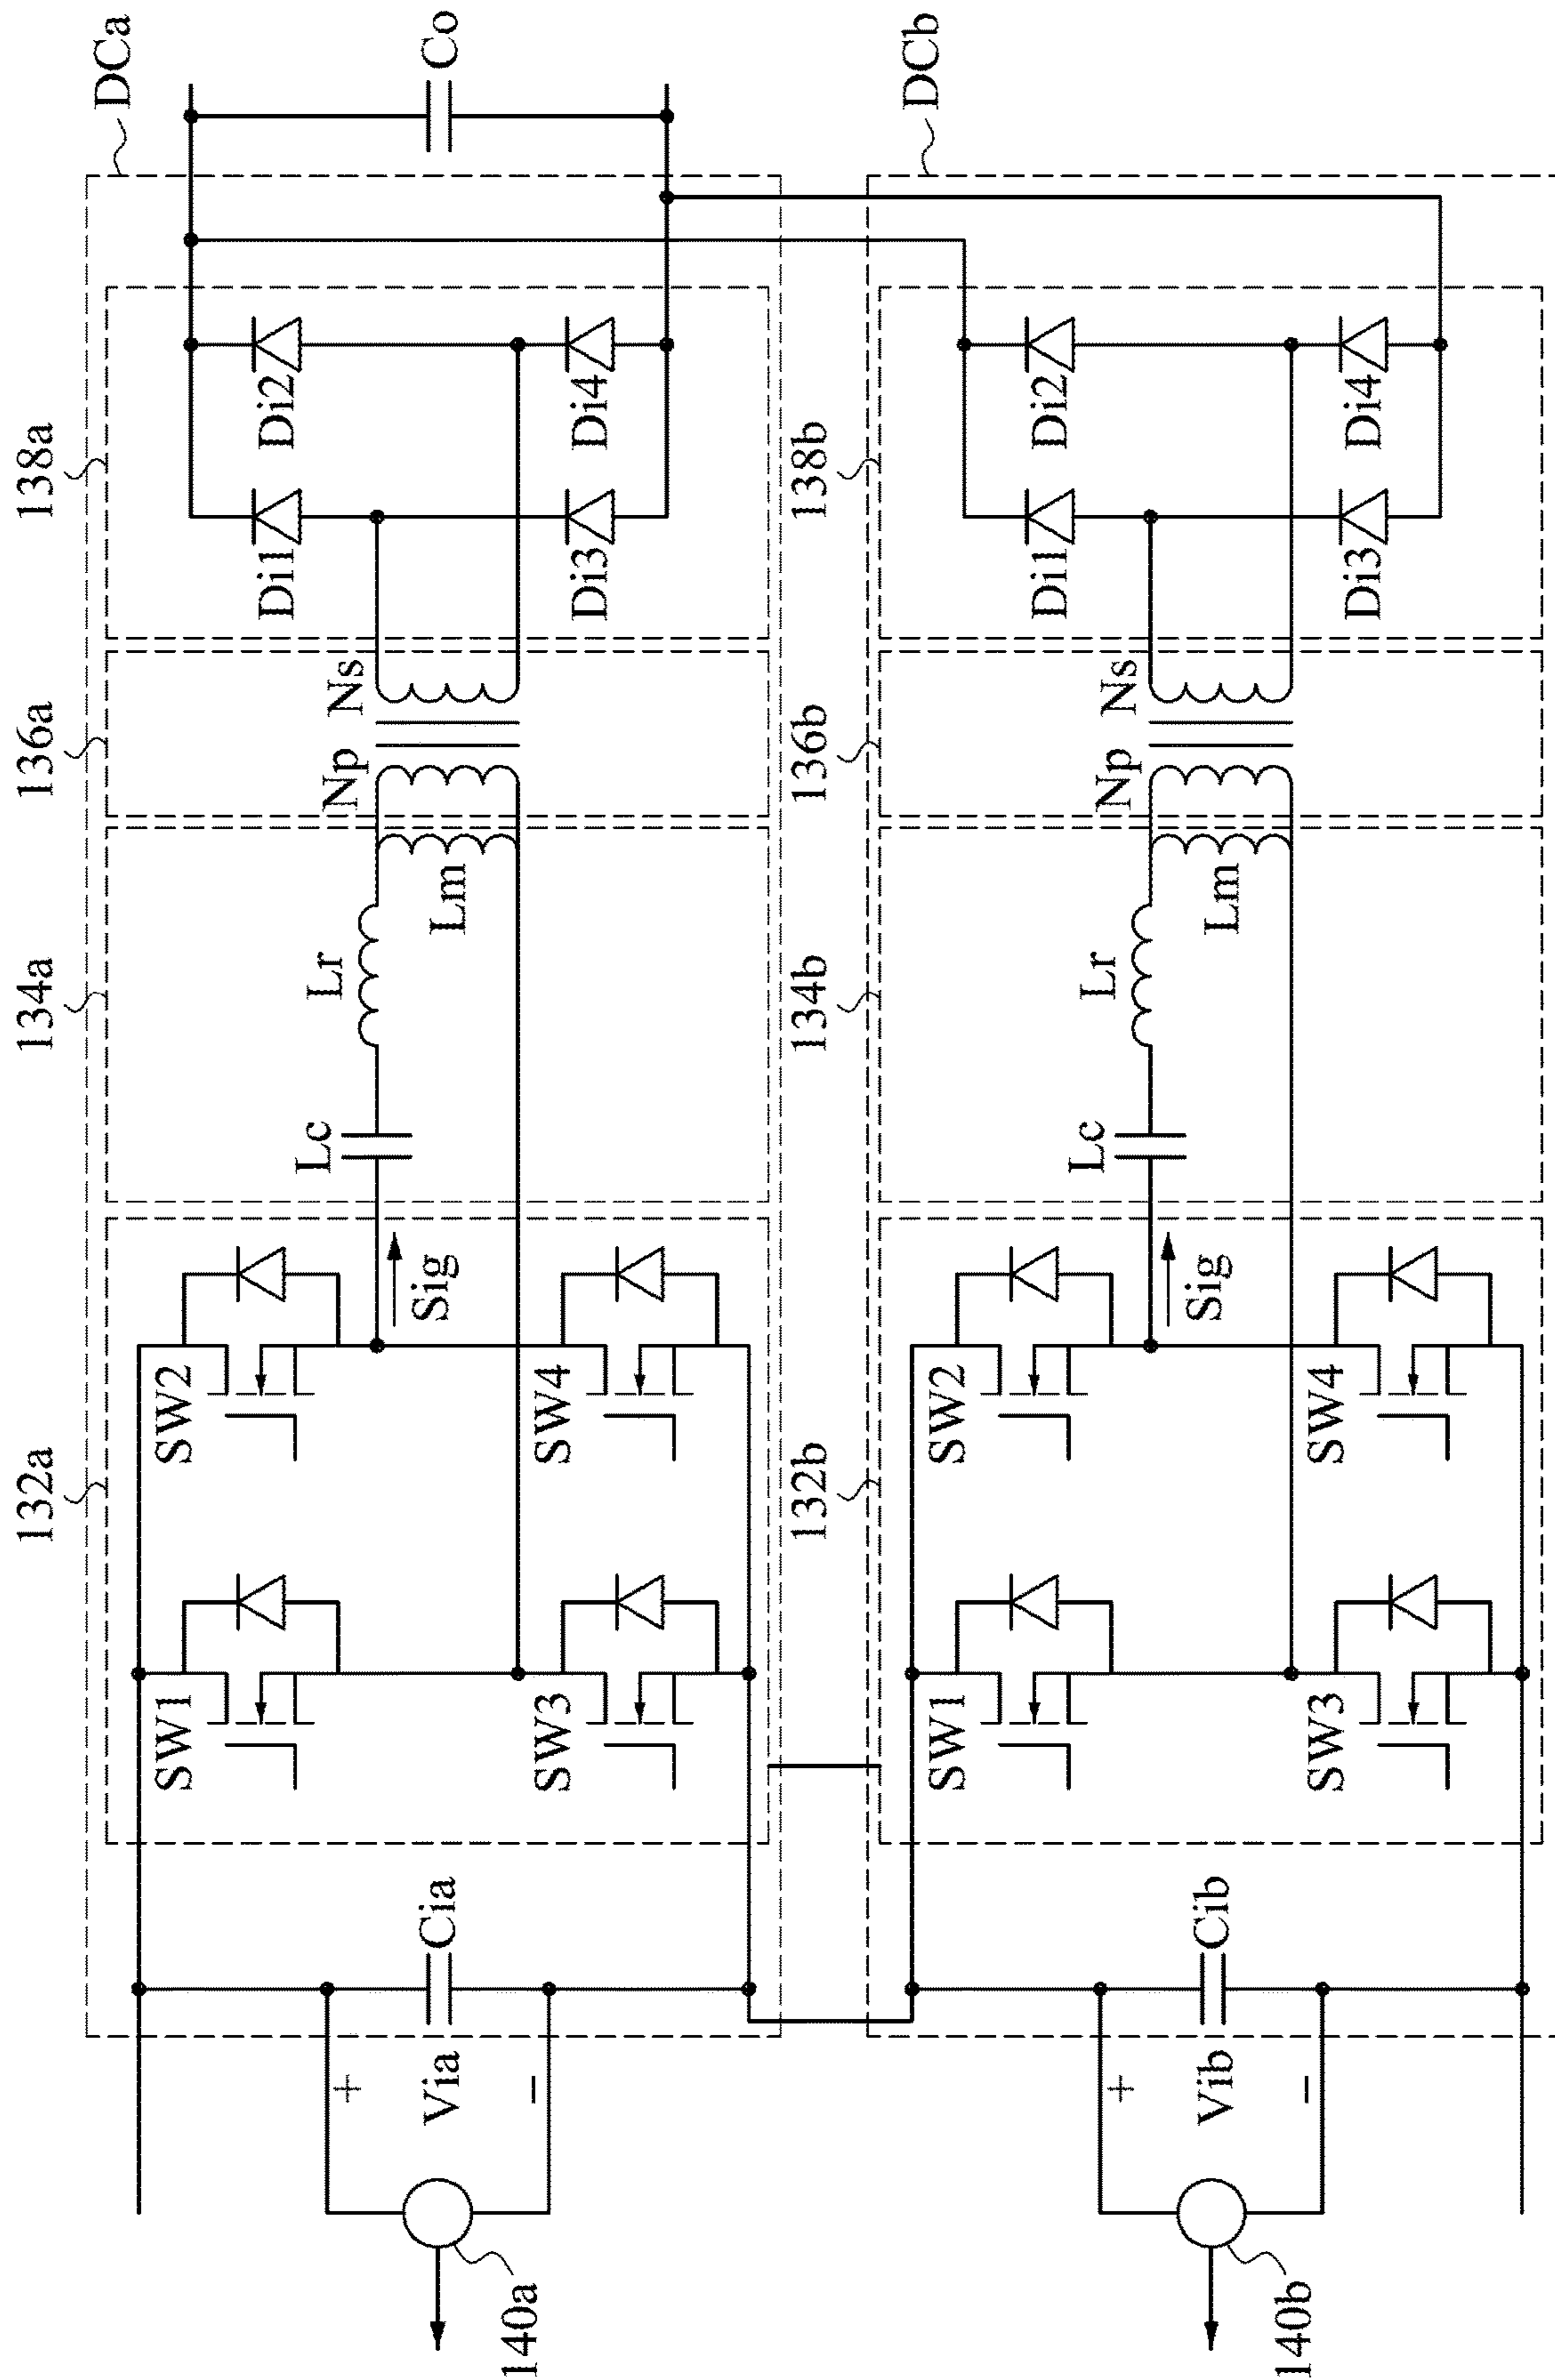 132a
134a
136a
138a
DCa
SW1
SW2
SW3
SW4
Sig
Lc
Lr
Lm
Np
Ns
Di1
Di2
Di3
Di4
Co
+
Via
−
Cia
140a
132b
134b
136b
138b
DCb
SW1
SW2
SW3
SW4
Sig
Lc
Lr
Lm
Np
Ns
Di1
Di2
Di3
Di4
+
Vib
−
Cib
140b